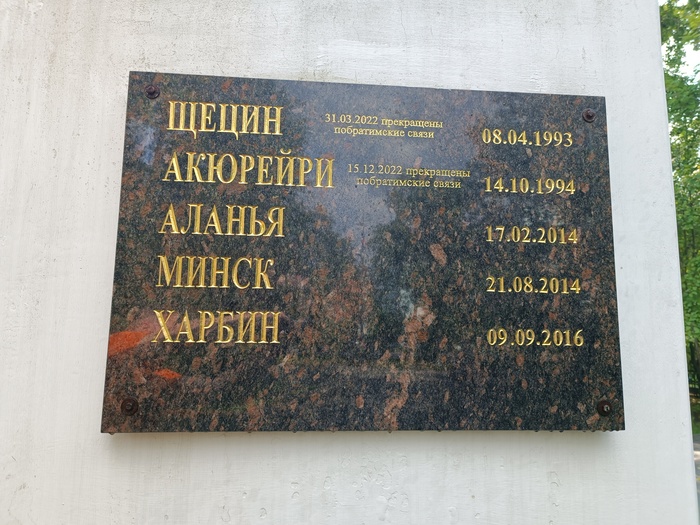 ЩЕЦИН 31.03.2022 прекращены побратимские связи 08.04.1993
АКЮРЕЙРИ 15.12.2022 прекращены побратимские связи 14.10.1994
АЛАНЬЯ 17.02.2014
МИНСК 21.08.2014
ХАРБИН 09.09.2016